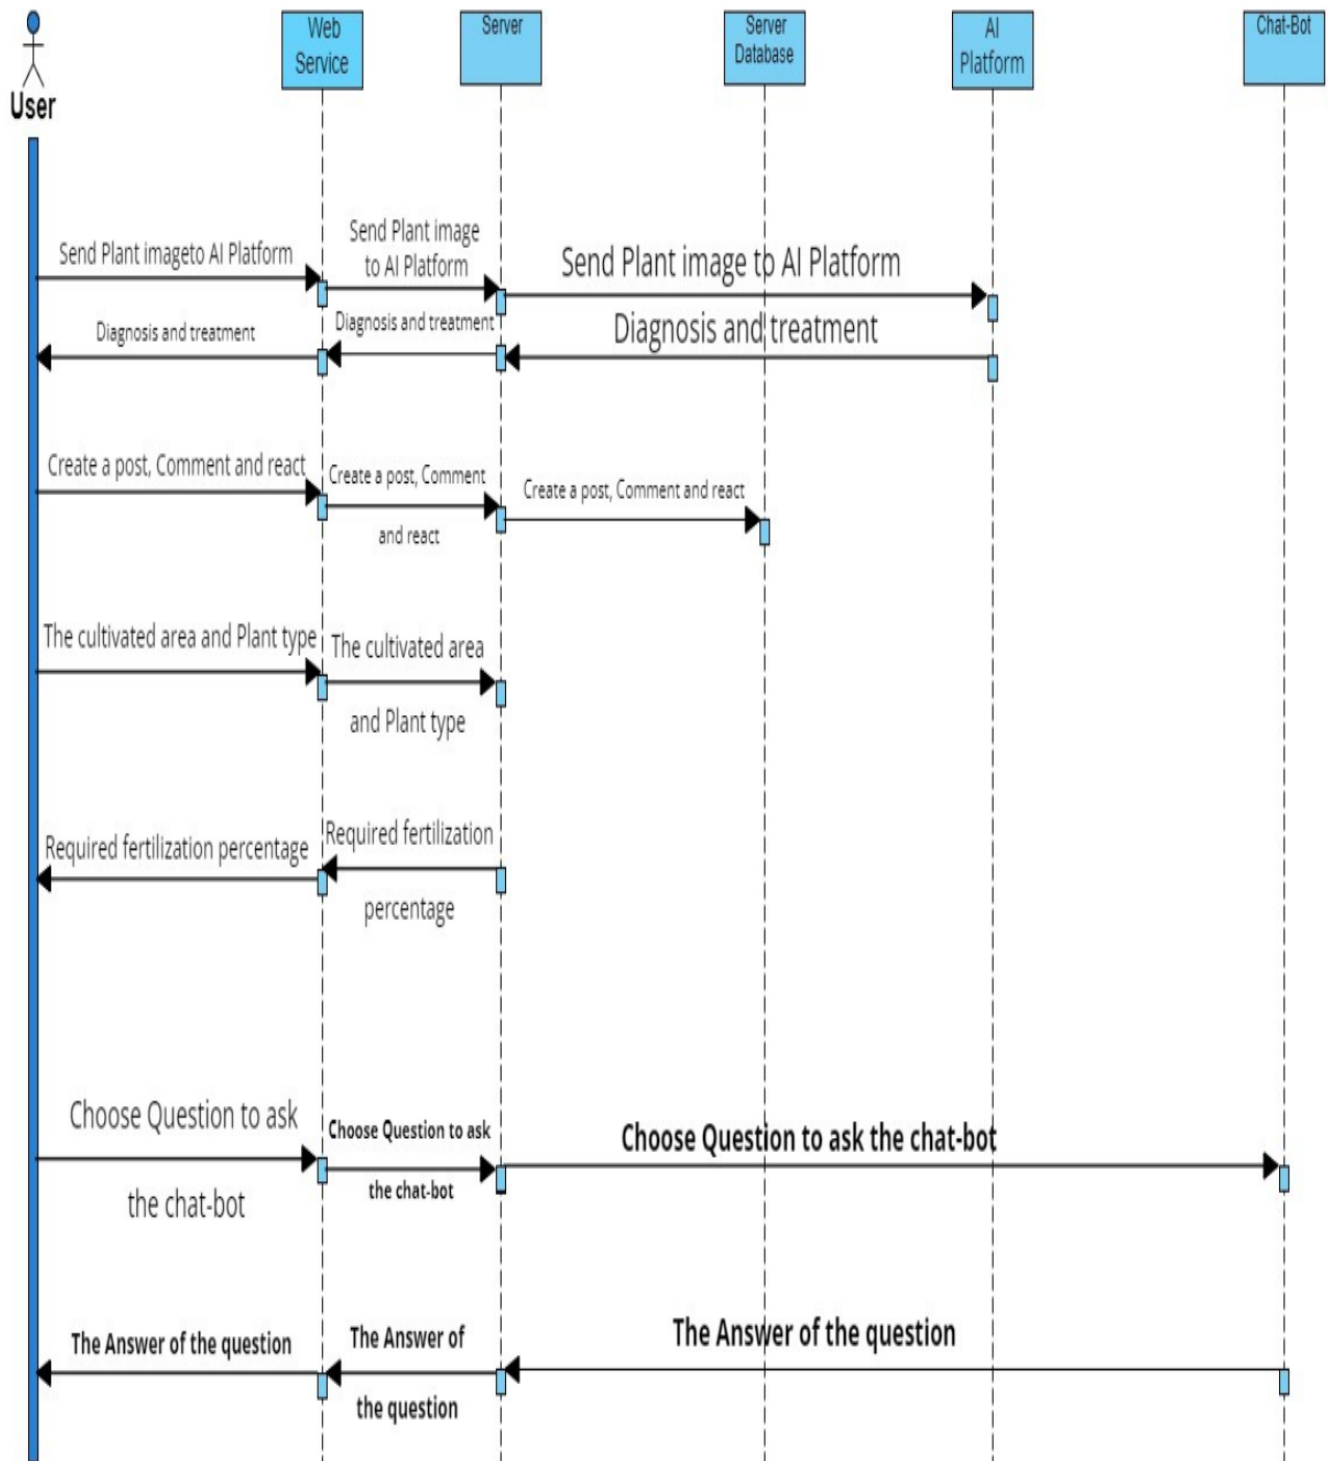 Web
Service
Server
Server
Database
AI
Platform
Chat-Bot
User
Send Plant imageto AI Platform
Send Plant image
to AI Platform
Send Plant image to AI Platform
Diagnosis and treatment
Diagnosis and treatment
Diagnosis and treatment
Create a post, Comment and react
Create a post, Comment
and react
Create a post, Comment and react
The cultivated area and Plant type
The cultivated area
and Plant type
Required fertilization percentage
Required fertilization
percentage
Choose Question to ask
the chat-bot
Choose Question to ask
the chat-bot
Choose Question to ask the chat-bot
The Answer of the question
The Answer of
the question
The Answer of the question